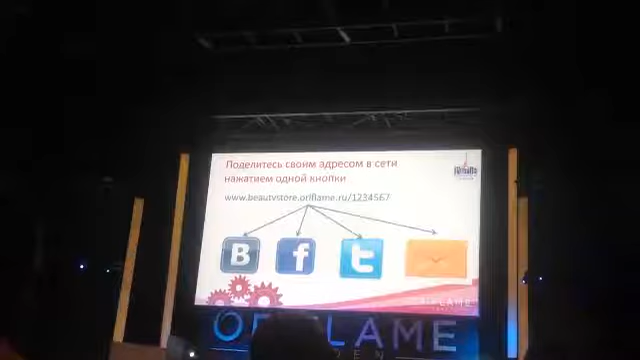 Поделитесь своим адресом в сети
нажатием одной кнопки
www.beautystore.oriflame.ru/1234567
B f t
ORIFLAME